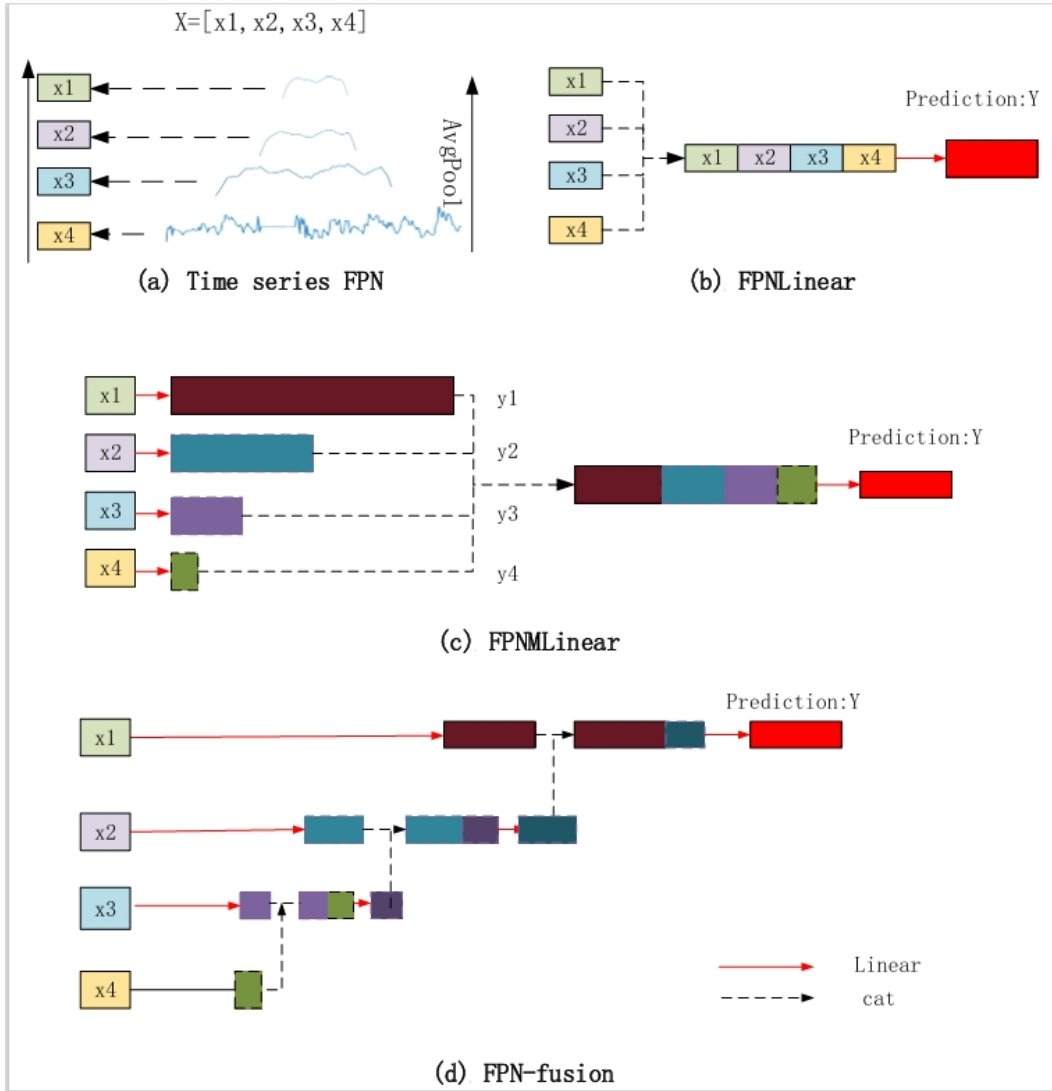 X=[x1, x2, x3, x4]
x1
x2
x3
x4
AvgPool
(a) Time series FPN
x1
x2
x3
x4
x1 x2 x3 x4
Prediction:Y
(b) FPNLinear
x1
x2
x3
x4
y1
y2
y3
y4
Prediction:Y
(c) FPNMLinear
x1
x2
x3
x4
Prediction:Y
Linear
cat
(d) FPN-fusion